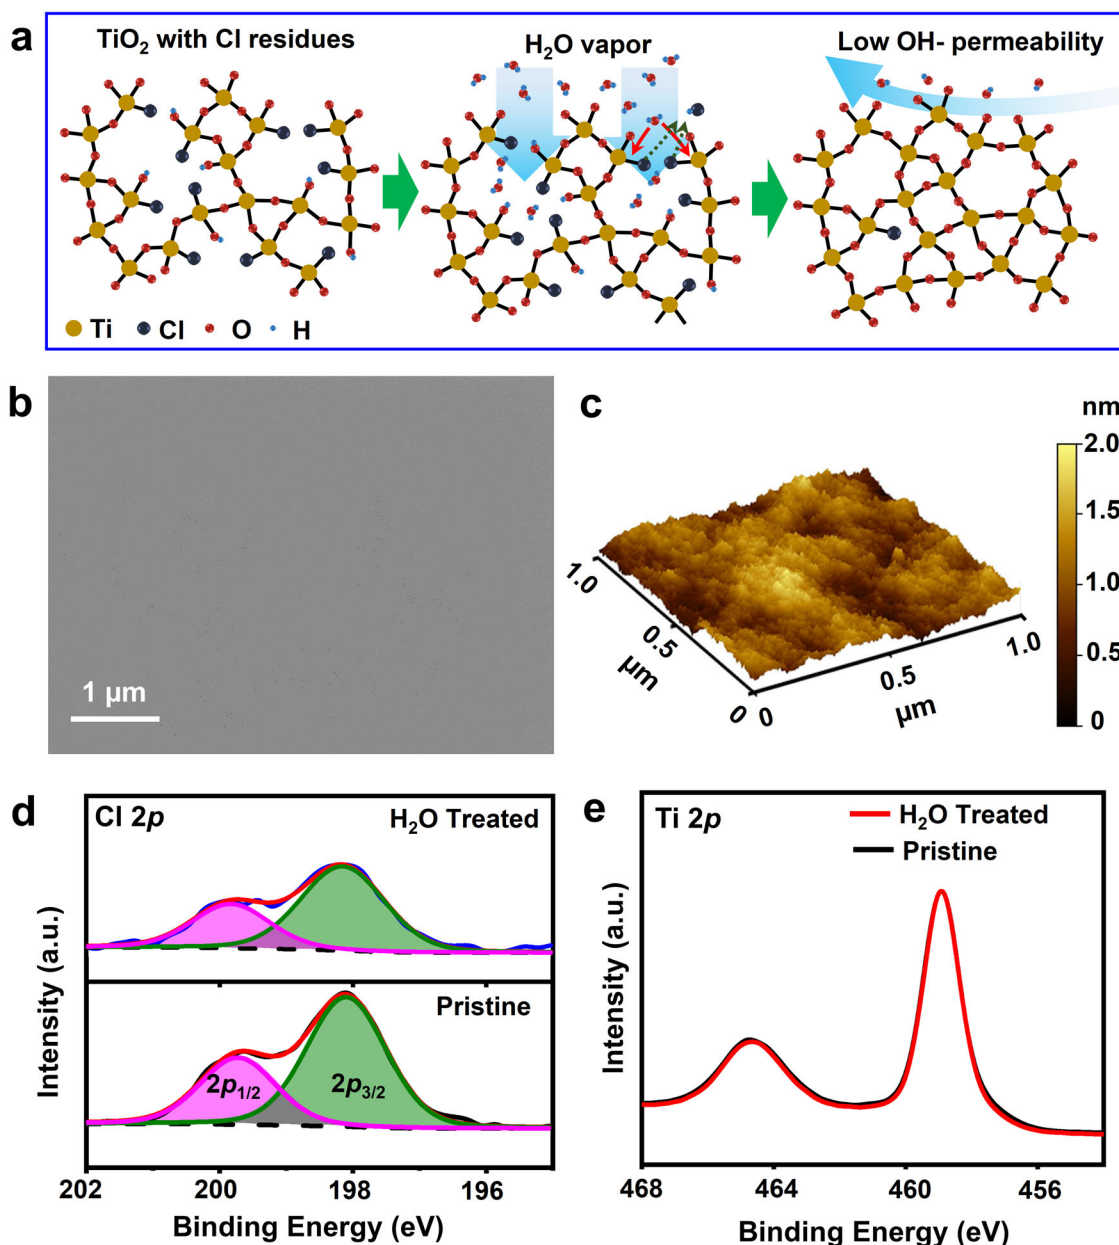 a
TiO₂ with Cl residues
H₂O vapor
Low OH- permeability
Ti Cl O H
b
1 μm
c
nm
2.0
1.5
1.0
0.5
0
1.0
0.5
μm
0
0
0.5
μm
1.0
d
Cl 2p
H₂O Treated
Pristine
2p₁/₂
2p₃/₂
Intensity (a.u.)
202 200 198 196
Binding Energy (eV)
e
Ti 2p
H₂O Treated
Pristine
Intensity (a.u.)
468 464 460 456
Binding Energy (eV)